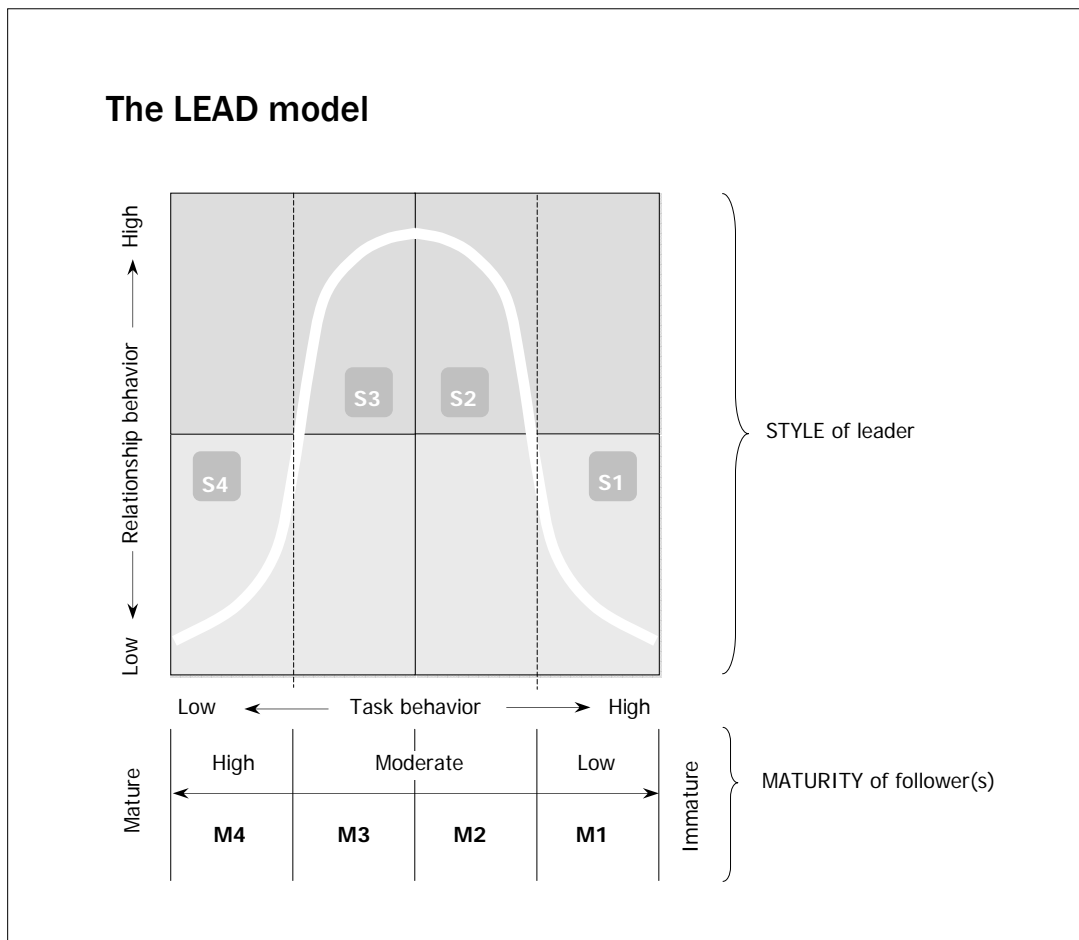 The LEAD model
High
Relationship behavior
Low
S3
S2
S4
S1
STYLE of leader
Low
Task behavior
High
Mature
High
Moderate
Low
Immature
MATURITY of follower(s)
M4
M3
M2
M1